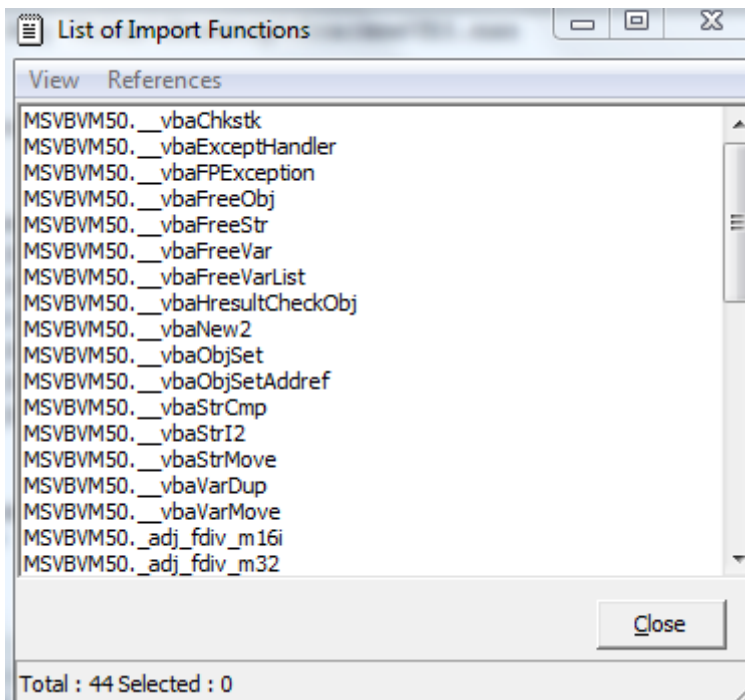 List of Import Functions
View References
MSVBVM50.__vbaChkstk
MSVBVM50.__vbaExceptHandler
MSVBVM50.__vbaFPException
MSVBVM50.__vbaFreeObj
MSVBVM50.__vbaFreeStr
MSVBVM50.__vbaFreeVar
MSVBVM50.__vbaFreeVarList
MSVBVM50.__vbaHresultCheckObj
MSVBVM50.__vbaNew2
MSVBVM50.__vbaObjSet
MSVBVM50.__vbaObjSetAddref
MSVBVM50.__vbaStrCmp
MSVBVM50.__vbaStrI2
MSVBVM50.__vbaStrMove
MSVBVM50.__vbaVarDup
MSVBVM50.__vbaVarMove
MSVBVM50._adj_fdiv_m16i
MSVBVM50._adj_fdiv_m32
Close
Total : 44 Selected : 0